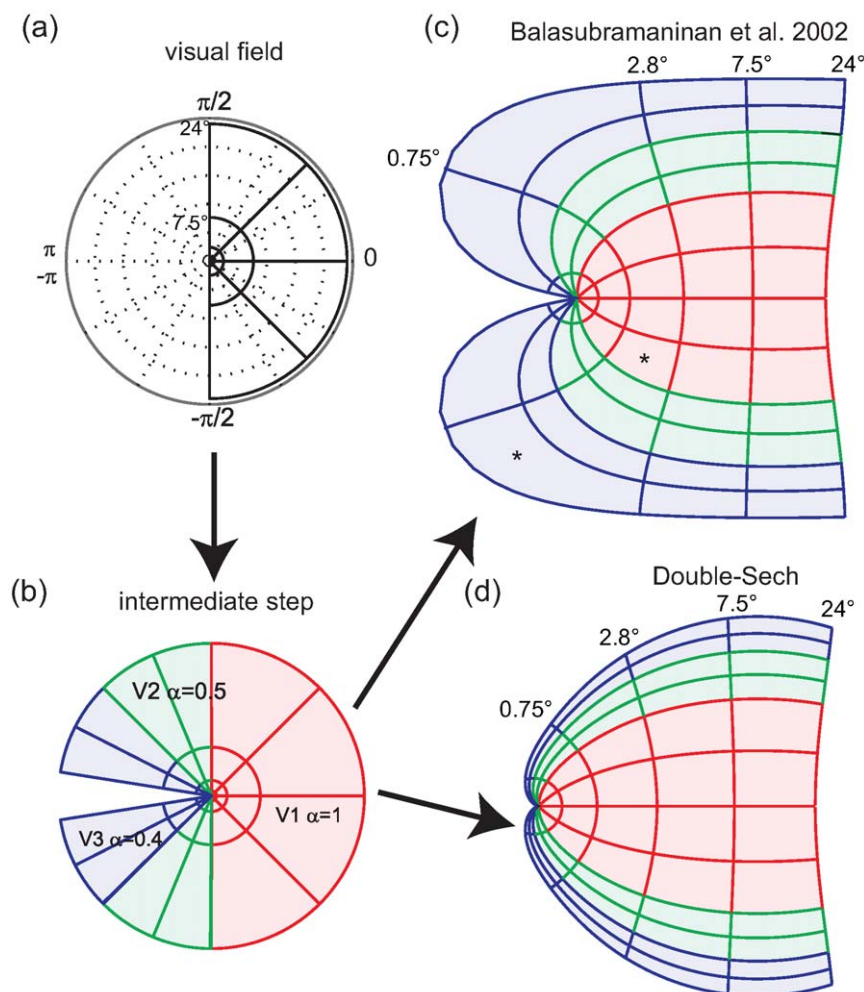 (a)
visual field
π/2
24°
7.5°
π
-π
0
-π/2
(c)
Balasubramaninan et al. 2002
2.8°
7.5°
24°
0.75°
*
*
(b)
intermediate step
V2 α=0.5
V1 α=1
V3 α=0.4
(d)
Double-Sech
7.5°
24°
2.8°
0.75°